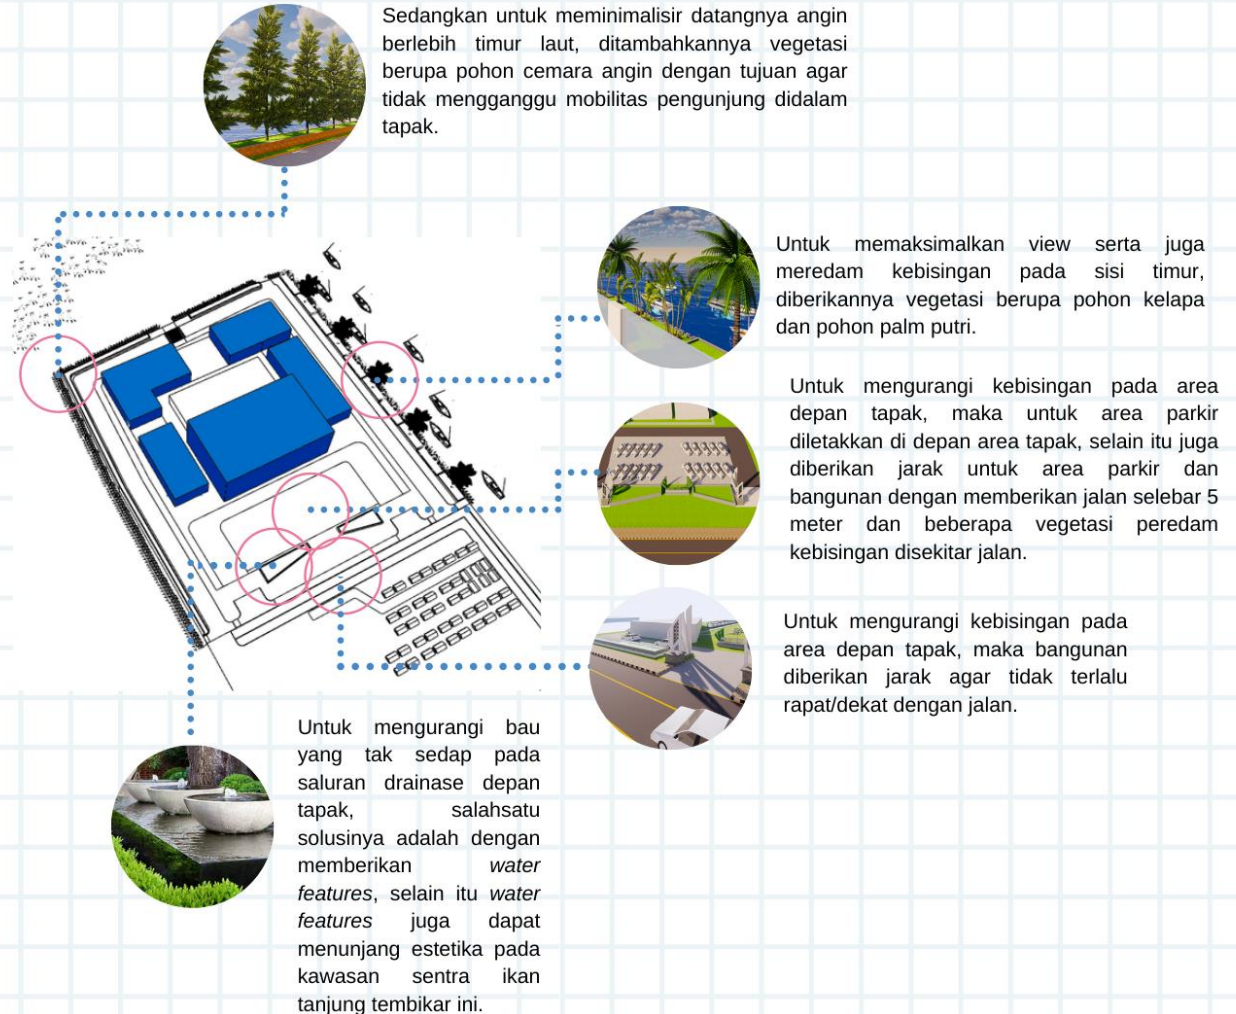 Sedangkan untuk meminimalisir datangnya angin
berlebih timur laut, ditambahkannya vegetasi
berupa pohon cemara angin dengan tujuan agar
tidak mengganggu mobilitas pengunjung didalam
tapak.
Untuk memaksimalkan view serta juga
meredam kebisingan pada sisi timur,
diberikannya vegetasi berupa pohon kelapa
dan pohon palm putri.
Untuk mengurangi kebisingan pada area
depan tapak, maka untuk area parkir
diletakkan di depan area tapak, selain itu juga
diberikan jarak untuk area parkir dan
bangunan dengan memberikan jalan selebar 5
meter dan beberapa vegetasi peredam
kebisingan disekitar jalan.
Untuk mengurangi kebisingan pada
area depan tapak, maka bangunan
diberikan jarak agar tidak terlalu
rapat/dekat dengan jalan.
Untuk mengurangi bau
yang tak sedap pada
saluran drainase depan
tapak, salahsatu
solusinya adalah dengan
memberikan water
features, selain itu water
features juga dapat
menunjang estetika pada
kawasan sentra ikan
tanjung tembikar ini.